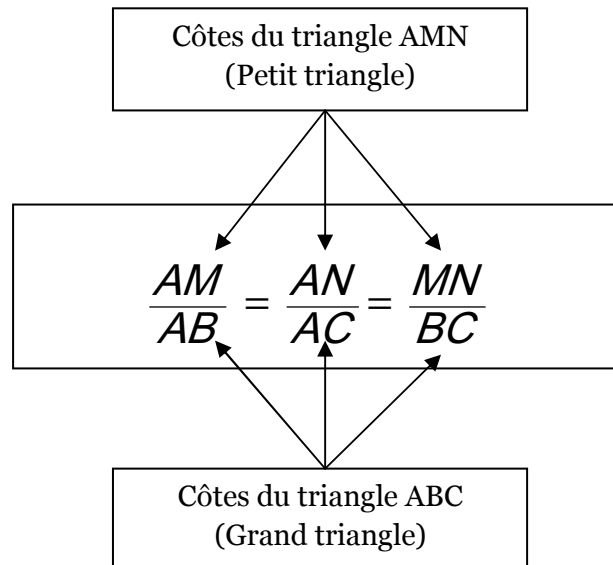 Côtes du triangle AMN
(Petit triangle)
AM/AB = AN/AC = MN/BC
Côtes du triangle ABC
(Grand triangle)